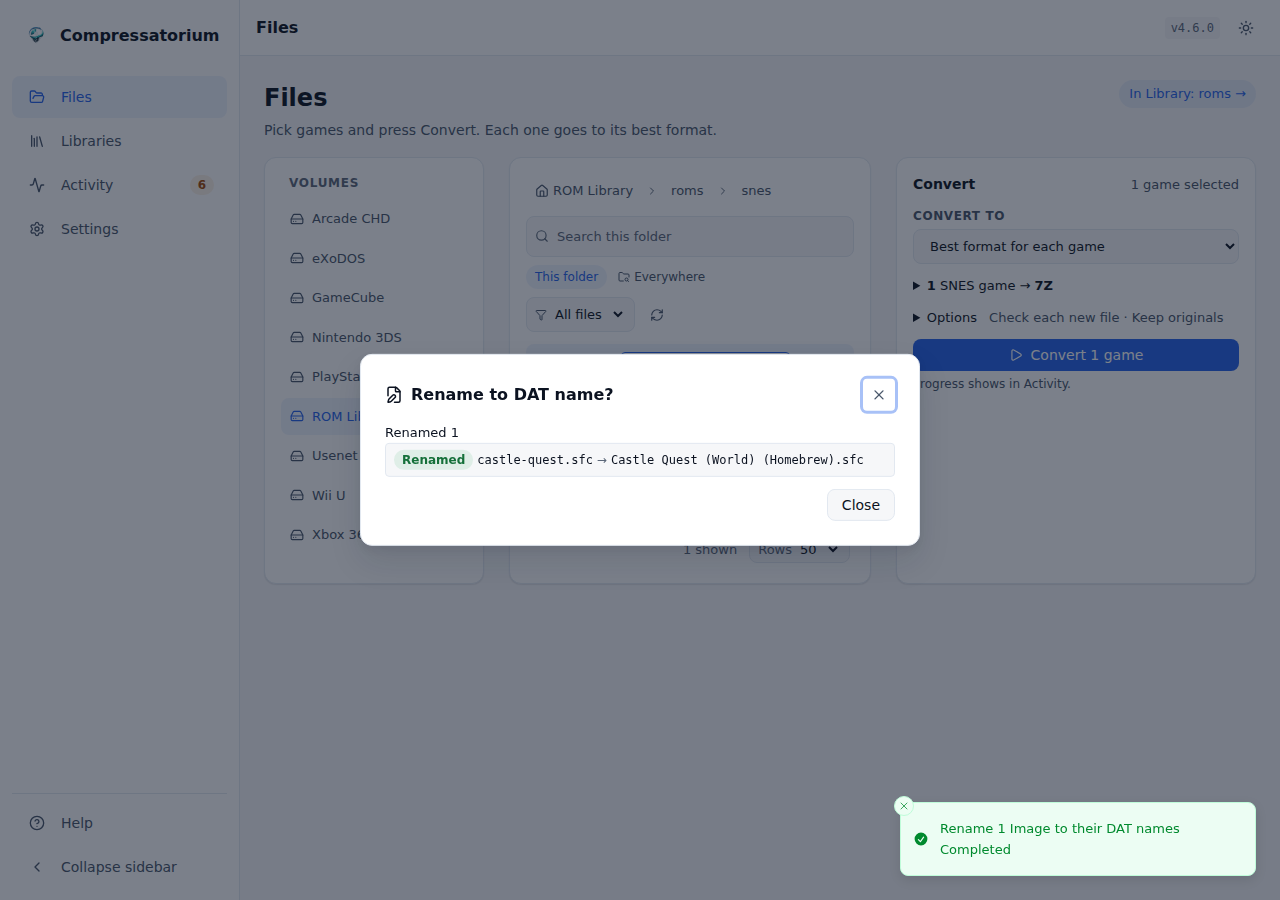 Compressatorium
Files
Libraries
Activity 6
Settings
Help
Collapse sidebar
Files
v4.6.0
Files
In Library: roms →
Pick games and press Convert. Each one goes to its best format.
VOLUMES
Arcade CHD
eXoDOS
GameCube
Nintendo 3DS
ROM
Usenet
Wii U
Xbox
ROM Library > roms > snes
Search this folder
This folder Everywhere
All files
1 shown Rows 50
Convert 1 game selected
CONVERT TO
Best format for each game
1 SNES game → 7Z
Options Check each new file · Keep originals
Convert 1 game
shows in Activity.
Rename to DAT name?
Renamed 1
Renamed castle-quest.sfc → Castle Quest (World) (Homebrew).sfc
Close
Rename 1 Image to their DAT names
Completed